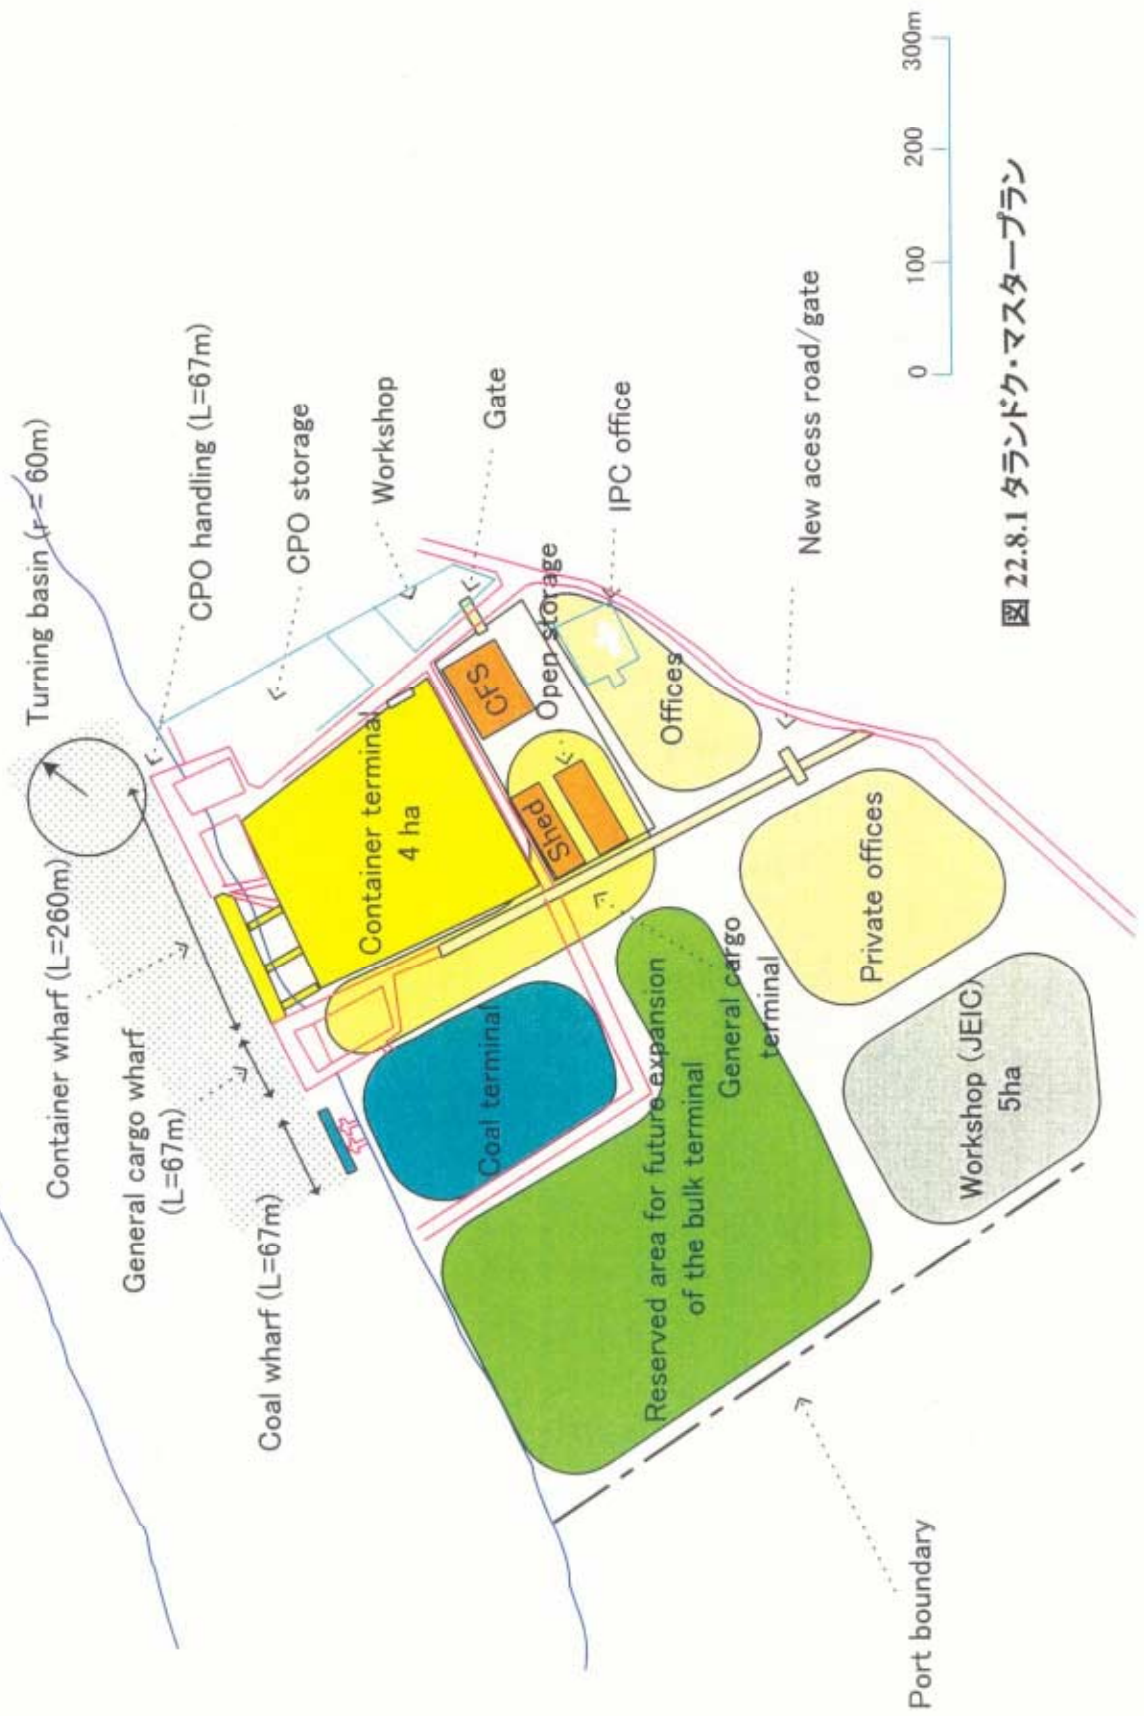 Turning basin (r = 60m)
CPO handling (L=67m)
CPO storage
Workshop
Gate
IPC office
New acess road/gate
Container wharf (L=260m)
General cargo wharf
(L=67m)
Coal wharf (L=67m)
Container terminal
4 ha
CFS
Open storage
Shed
Offices
Coal terminal
General cargo
terminal
Private offices
Reserved area for future expansion
of the bulk terminal
Workshop (JEIC)
5ha
Port boundary
0 100 200 300m
図 22.8.1 タランドク・マスタープラン